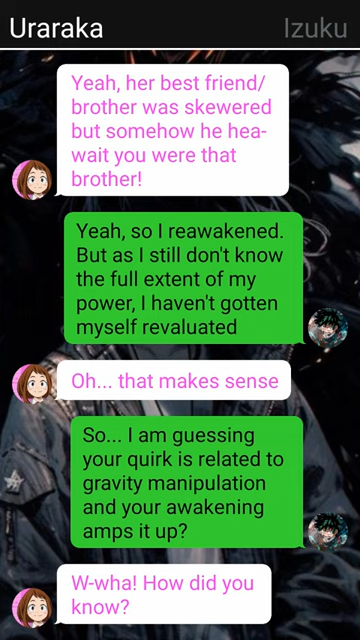 Uraraka
Izuku
Yeah, her best friend/
brother was skewered
but somehow he hea-
wait you were that
brother!
Yeah, so I reawakened.
But as I still don't know
the full extent of my
power, I haven't gotten
myself revaluated
Oh... that makes sense
So... I am guessing
your quirk is related to
gravity manipulation
and your awakening
amps it up?
W-wha! How did you
know?